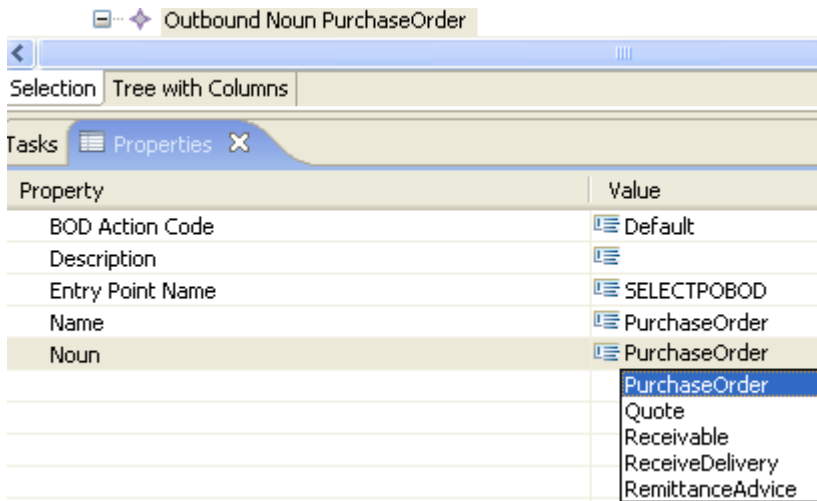 Outbound Noun PurchaseOrder
Selection Tree with Columns
Tasks Properties
Property Value
BOD Action Code Default
Description
Entry Point Name SELECTPOBOD
Name PurchaseOrder
Noun PurchaseOrder
PurchaseOrder
Quote
Receivable
ReceiveDelivery
RemittanceAdvice